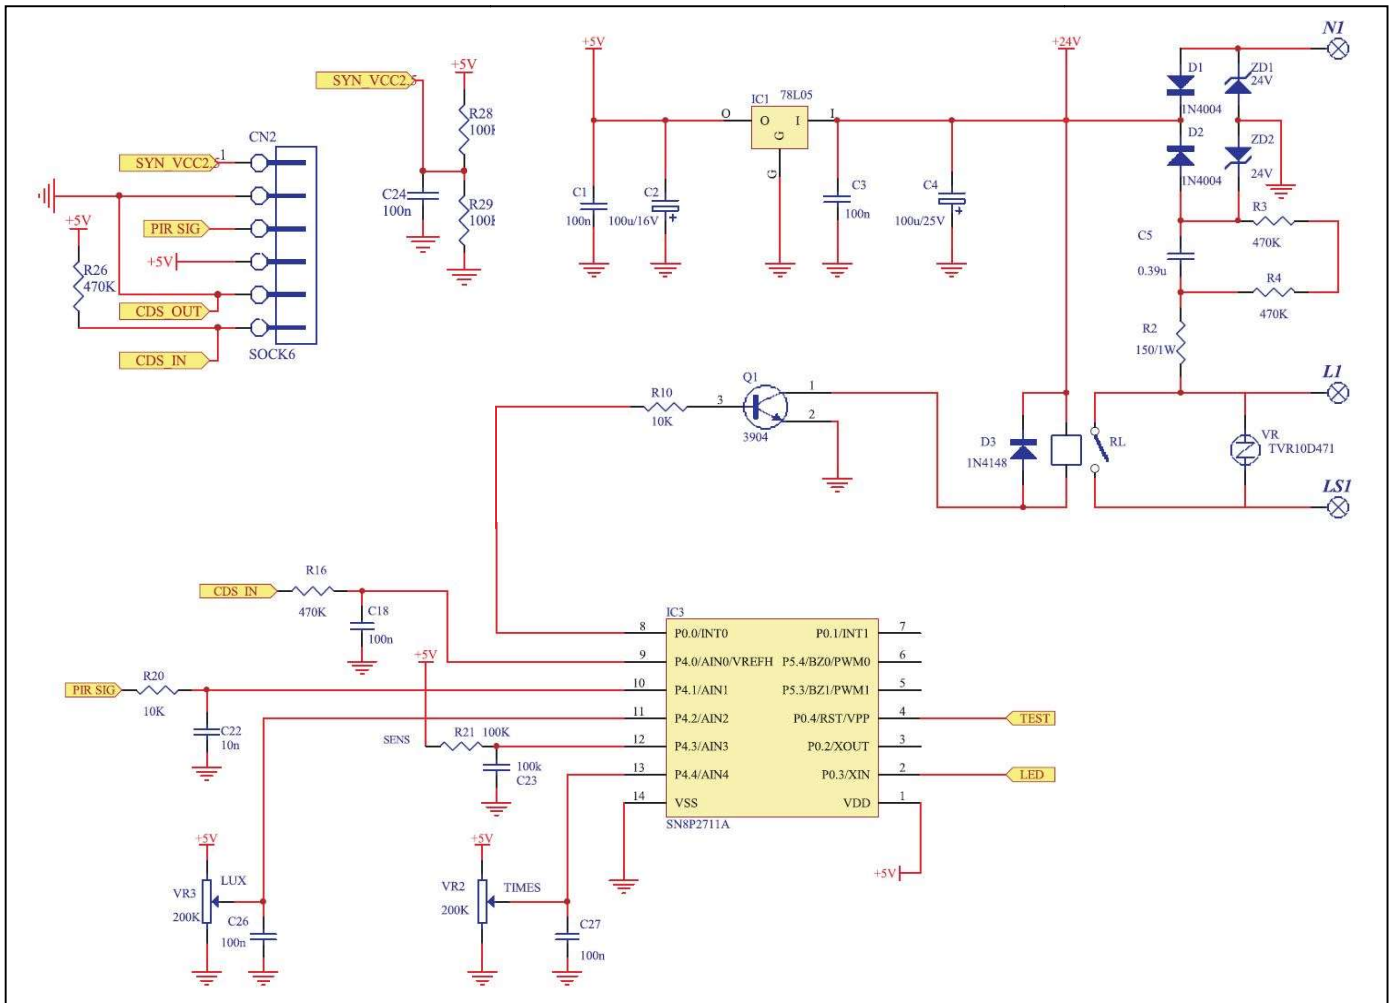 N1
+5V
+24V
SYN_VCC2.5
+5V
D1
ZD1
24V
IC1
78L05
R28
100K
1N4004
O
O
I
I
G
G
CN2
D2
ZD2
SYN_VCC2.5
1
1N4004
24V
C24
100n
R29
100K
C1
100n
C2
100u/16V
C3
100n
C4
100u/25V
R3
470K
+5V
PIR SIG
C5
0.39u
+5V
R26
470K
R4
470K
CDS_OUT
R2
150/1W
SOCK6
CDS_IN
L1
Q1
R10
10K
3
1
2
3904
D3
1N4148
RL
VR
TVR10D471
LS1
R16
470K
CDS_IN
C18
100n
IC3
8
P0.0/INT0
P0.1/INT1
7
+5V
9
P4.0/AIN0/VREFH
P5.4/BZ0/PWM0
6
R20
10K
PIR SIG
10
P4.1/AIN1
P5.3/BZ1/PWM1
5
11
P4.2/AIN2
P0.4/RST/VPP
4
TEST
C22
10n
SENS
R21
100K
12
P4.3/AIN3
P0.2/XOUT
3
100k
C23
13
P4.4/AIN4
P0.3/XIN
2
LED
14
VSS
VDD
1
SN8P2711A
+5V
+5V
+5V
VR3
200K
LUX
VR2
200K
TIMES
C26
100n
C27
100n